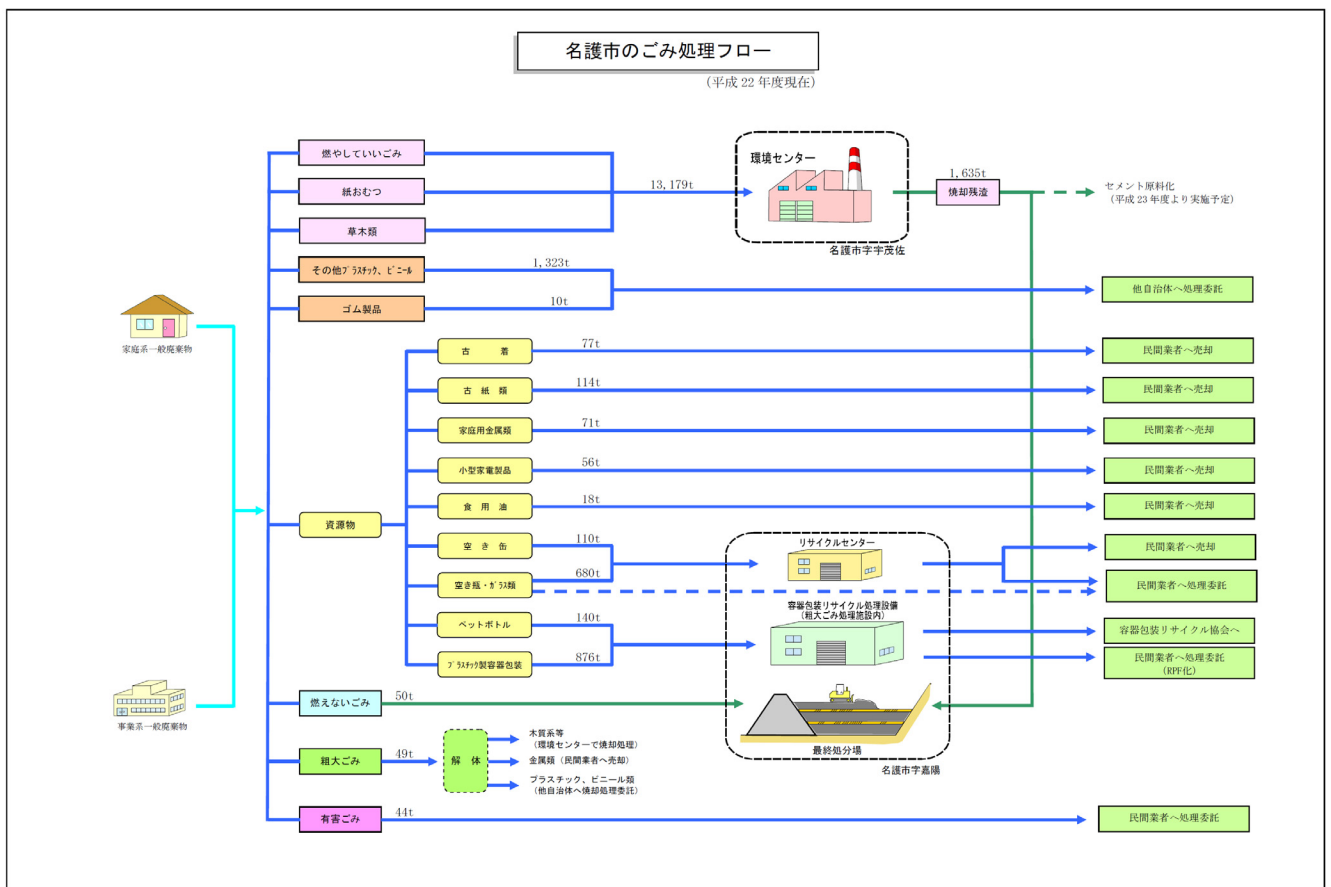 名護市のごみ処理フロー
(平成 22 年度現在)
燃やしていいごみ
紙おむつ
草木類
13,179t
環境センター
名護市字宇茂佐
1,635t
焼却残渣
セメント原料化
(平成 23 年度より実施予定)
その他プラスチック、ビニール
1,323t
ゴム製品
10t
他自治体へ処理委託
家庭系一般廃棄物
事業系一般廃棄物
資源物
古 着
77t
民間業者へ売却
古 紙 類
114t
民間業者へ売却
家庭用金属類
71t
民間業者へ売却
小型家電製品
56t
民間業者へ売却
食 用 油
18t
民間業者へ売却
空 き 缶
110t
リサイクルセンター
民間業者へ売却
空き瓶・ガラス類
680t
民間業者へ処理委託
ペットボトル
140t
容器包装リサイクル処理設備
(粗大ごみ処理施設内)
容器包装リサイクル協会へ
プラスチック製容器包装
876t
民間業者へ処理委託
(RPF化)
燃えないごみ
50t
最終処分場
名護市字嘉陽
粗大ごみ
49t
解 体
木質系等
(環境センターで焼却処理)
金属類(民間業者へ売却)
プラスチック、ビニール類
(他自治体へ焼却処理委託)
有害ごみ
44t
民間業者へ処理委託